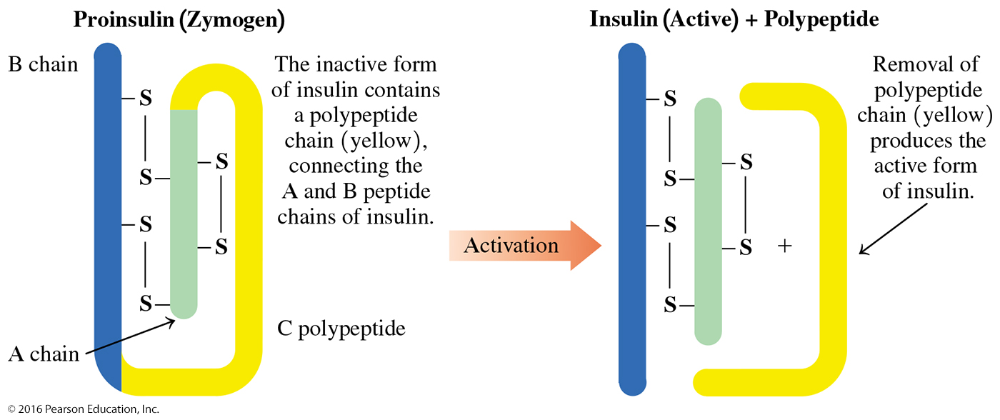 Proinsulin (Zymogen)
B chain
S
S
S
S
S
S
The inactive form
of insulin contains
a polypeptide
chain (yellow),
connecting the
A and B peptide
chains of insulin.
C polypeptide
A chain
Activation
Insulin (Active) + Polypeptide
S
S
S
S
S
S
+
Removal of
polypeptide
chain (yellow)
produces the
active form
of insulin.
© 2016 Pearson Education, Inc.